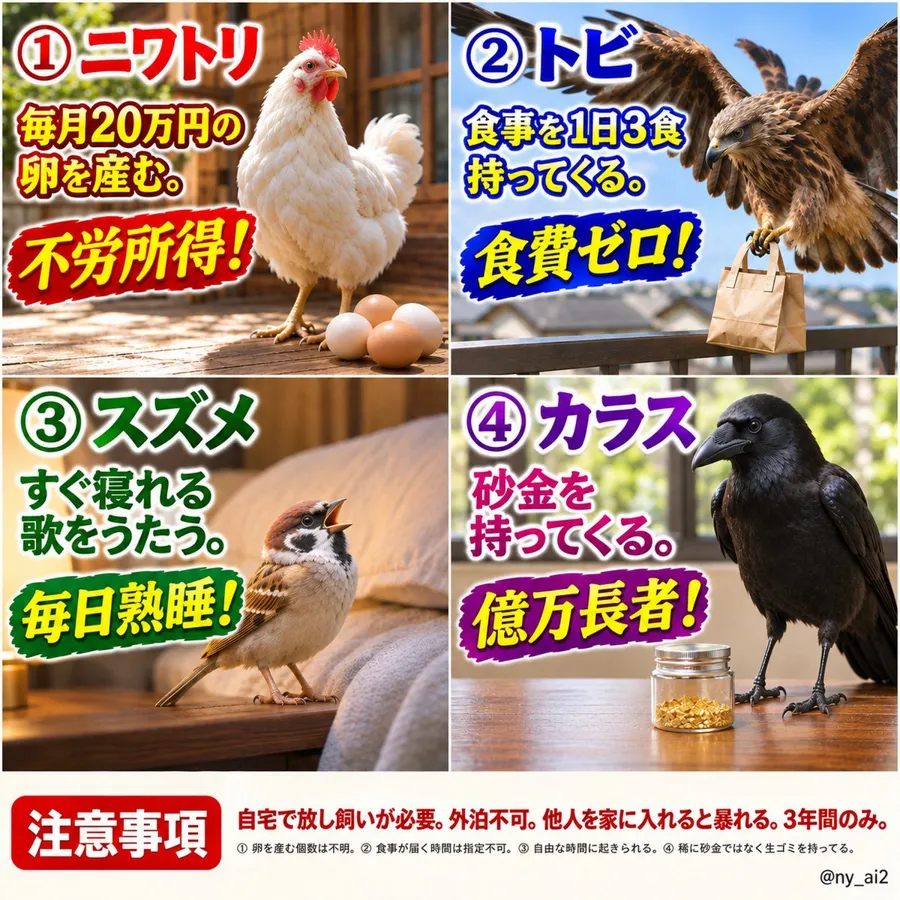 ① ニワトリ
毎月20万円の
卵を産む。
不労所得!
② トビ
食事を1日3食
持ってくる。
食費ゼロ!
③ スズメ
すぐ寝れる
歌をうたう。
毎日熟睡!
④ カラス
砂金を
持ってくる。
億万長者!
注意事項
自宅で放し飼いが必要。外泊不可。他人を家に入れると暴れる。3年間のみ。
① 卵を産む個数は不明。② 食事が届く時間は指定不可。③ 自由な時間に起きられる。④ 稀に砂金ではなく生ゴミを持ってる。
@ny_ai2